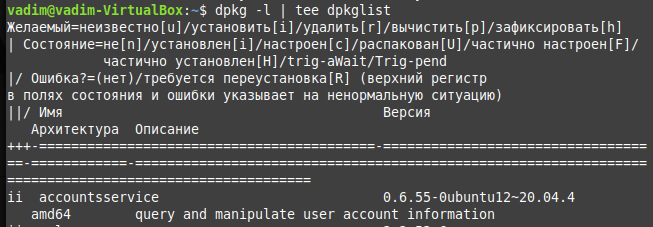 vadim@vadim-VirtualBox:~$ dpkg -l | tee dpkglist
Желаемый=неизвестно[u]/установить[i]/удалить[r]/вычистить[p]/зафиксировать[h]
| Состояние=не[n]/установлен[i]/настроен[c]/распакован[U]/частично настроен[F]/
частично установлен[H]/trig-aWait/Trig-pend
|/ Ошибка?=(нет)/требуется переустановка[R] (верхний регистр
в полях состояния и ошибки указывает на ненормальную ситуацию)
||/ Имя Версия
Архитектура Описание
+++-=========================================-==============================
==-============-============================================================
=====================================
ii accountsservice 0.6.55-0ubuntu12~20.04.4
amd64 query and manipulate user account information